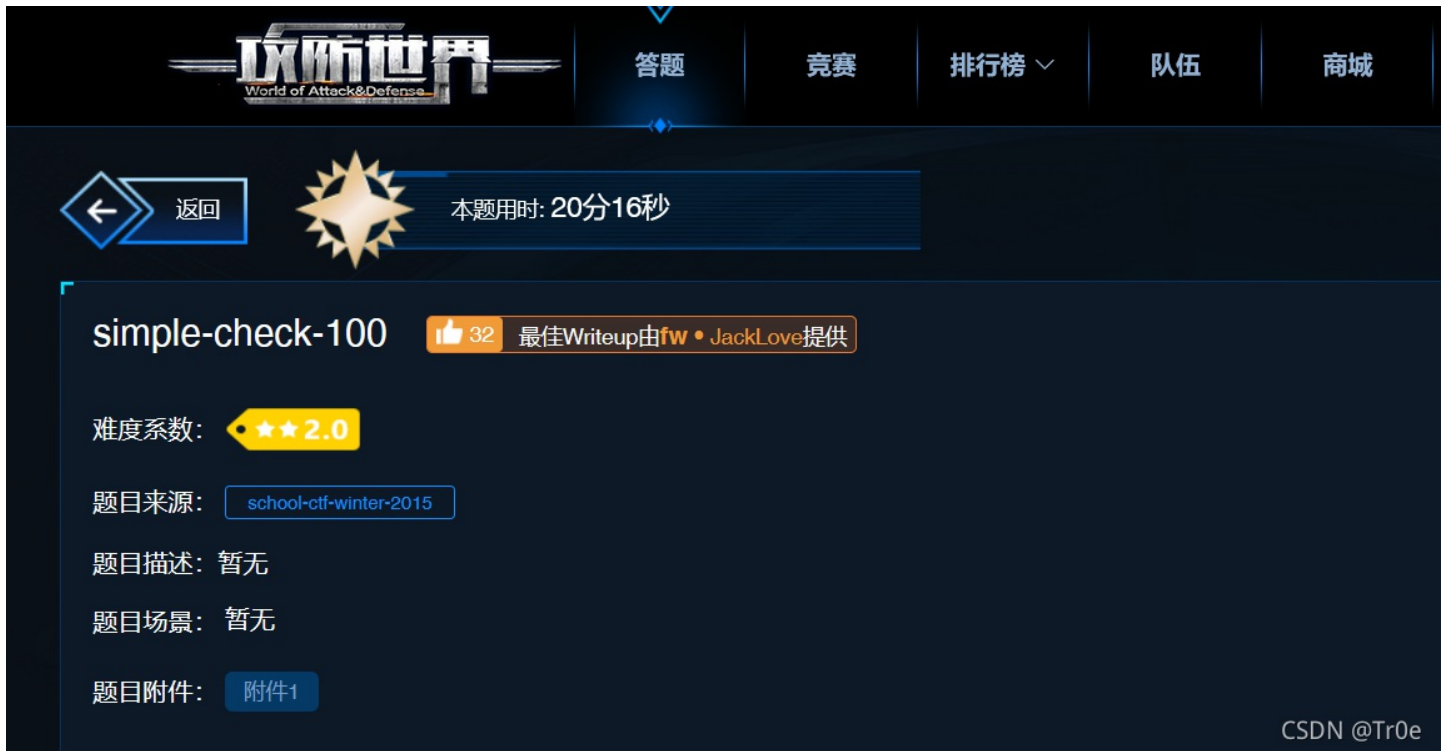 攻防世界
World of Attack&Defense
答题 竞赛 排行榜 队伍 商城
返回
本题用时: 20分16秒
simple-check-100 32 最佳Writeup由fw • JackLove提供
难度系数: 2.0
题目来源: school-ctf-winter-2015
题目描述: 暂无
题目场景: 暂无
题目附件: 附件1
CSDN @Tr0e